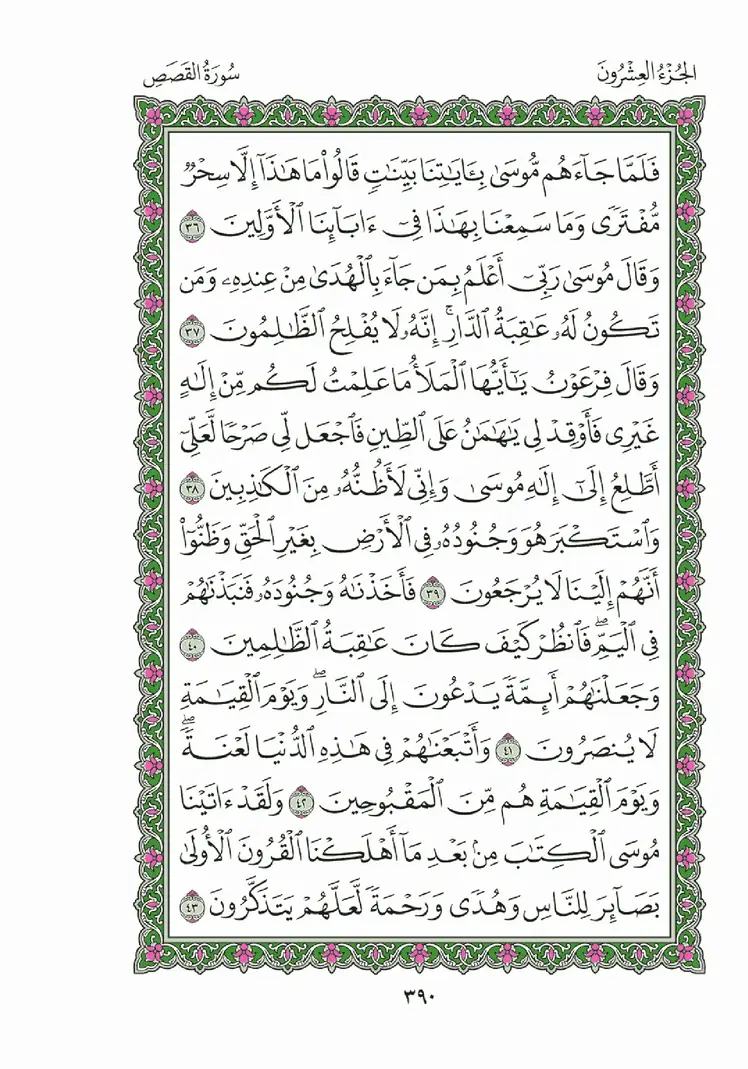 الجُزْءُ العِشْرُونَ
سُورَةُ القَصَصِ
فَلَمَّا جَآءَهُم مُّوسَىٰ بِـَٔايَٰتِنَا بَيِّنَٰتٖ قَالُواْ مَا هَٰذَآ إِلَّا سِحۡرٞ
مُّفۡتَرٗى وَمَا سَمِعۡنَا بِهَٰذَا فِيٓ ءَابَآئِنَا ٱلۡأَوَّلِينَ ٣٦
وَقَالَ مُوسَىٰ رَبِّيٓ أَعۡلَمُ بِمَن جَآءَ بِٱلۡهُدَىٰ مِنۡ عِندِهِۦ وَمَن
تَكُونُ لَهُۥ عَٰقِبَةُ ٱلدَّارِۚ إِنَّهُۥ لَا يُفۡلِحُ ٱلظَّٰلِمُونَ ٣٧
وَقَالَ فِرۡعَوۡنُ يَٰٓأَيُّهَا ٱلۡمَلَأُ مَا عَلِمۡتُ لَكُم مِّنۡ إِلَٰهٍ
غَيۡرِي فَأَوۡقِدۡ لِي يَٰهَٰمَٰنُ عَلَى ٱلطِّينِ فَٱجۡعَل لِّي صَرۡحٗا لَّعَلِّيٓ
أَطَّلِعُ إِلَىٰٓ إِلَٰهِ مُوسَىٰ وَإِنِّي لَأَظُنُّهُۥ مِنَ ٱلۡكَٰذِبِينَ ٣٨
وَٱسۡتَكۡبَرَ هُوَ وَجُنُودُهُۥ فِي ٱلۡأَرۡضِ بِغَيۡرِ ٱلۡحَقِّ وَظَنُّوٓاْ
أَنَّهُمۡ إِلَيۡنَا لَا يُرۡجَعُونَ ٣٩ فَأَخَذۡنَٰهُ وَجُنُودَهُۥ فَنَبَذۡنَٰهُمۡ
فِي ٱلۡيَمِّۖ فَٱنظُرۡ كَيۡفَ كَانَ عَٰقِبَةُ ٱلظَّٰلِمِينَ ٤٠
وَجَعَلۡنَٰهُمۡ أَئِمَّةٗ يَدۡعُونَ إِلَى ٱلنَّارِۖ وَيَوۡمَ ٱلۡقِيَٰمَةِ
لَا يُنصَرُونَ ٤١ وَأَتۡبَعۡنَٰهُمۡ فِي هَٰذِهِ ٱلدُّنۡيَا لَعۡنَةٗۖ
وَيَوۡمَ ٱلۡقِيَٰمَةِ هُم مِّنَ ٱلۡمَقۡبُوحِينَ ٤٢ وَلَقَدۡ ءَاتَيۡنَا
مُوسَى ٱلۡكِتَٰبَ مِنۢ بَعۡدِ مَآ أَهۡلَكۡنَا ٱلۡقُرُونَ ٱلۡأُولَىٰ
بَصَآئِرَ لِلنَّاسِ وَهُدٗى وَرَحۡمَةٗ لَّعَلَّهُمۡ يَتَذَكَّرُونَ ٤٣
٣٩٠